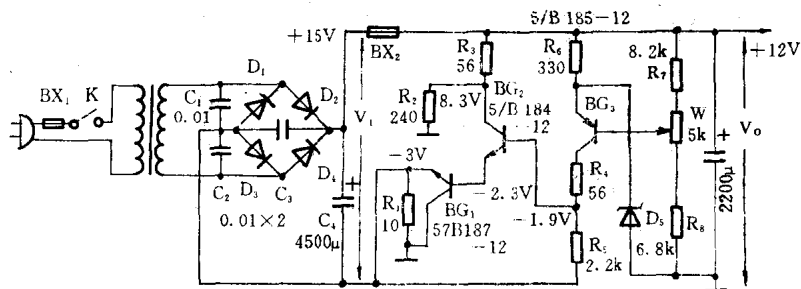 5/B185-12
+15V
BX₂
+12V
R₃
56
R₆
330
8.2k
R₇
D₁
D₂
BX₁
K
C₁
0.01
V₁
R₂
240
8.3V
BG₂
5/B184
-12
BG₃
W
5k
+
V₀
-3V
R₄
56
-2.3V
-1.9V
C₂
D₃
C₃
D₄
0.01×2
+
C₄
4500μ
R₁
10
BG₁
57B187
-12
R₅
2.2k
D₅
6.8k
R₈
2200μ
-